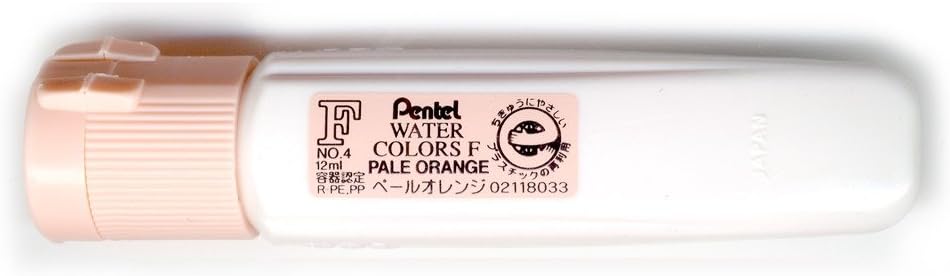 F
NO.4
12ml
容器認定
R PE,PP
Pentel
WATER
COLORS F
PALE ORANGE
ペールオレンジ 02118033
ちきゅうにやさしい
e
プラスチックの再利用
JAPAN